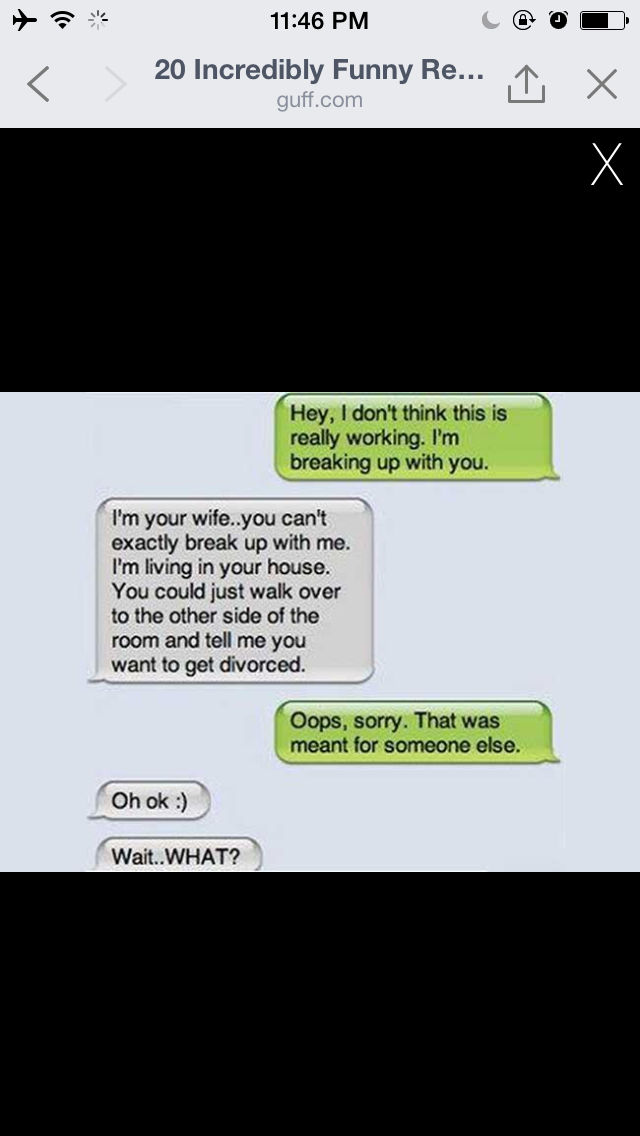 11:46 PM
20 Incredibly Funny Re...
guff.com
X
Hey, I don't think this is
really working. I'm
breaking up with you.
I'm your wife..you can't
exactly break up with me.
I'm living in your house.
You could just walk over
to the other side of the
room and tell me you
want to get divorced.
Oops, sorry. That was
meant for someone else.
Oh ok :)
Wait..WHAT?